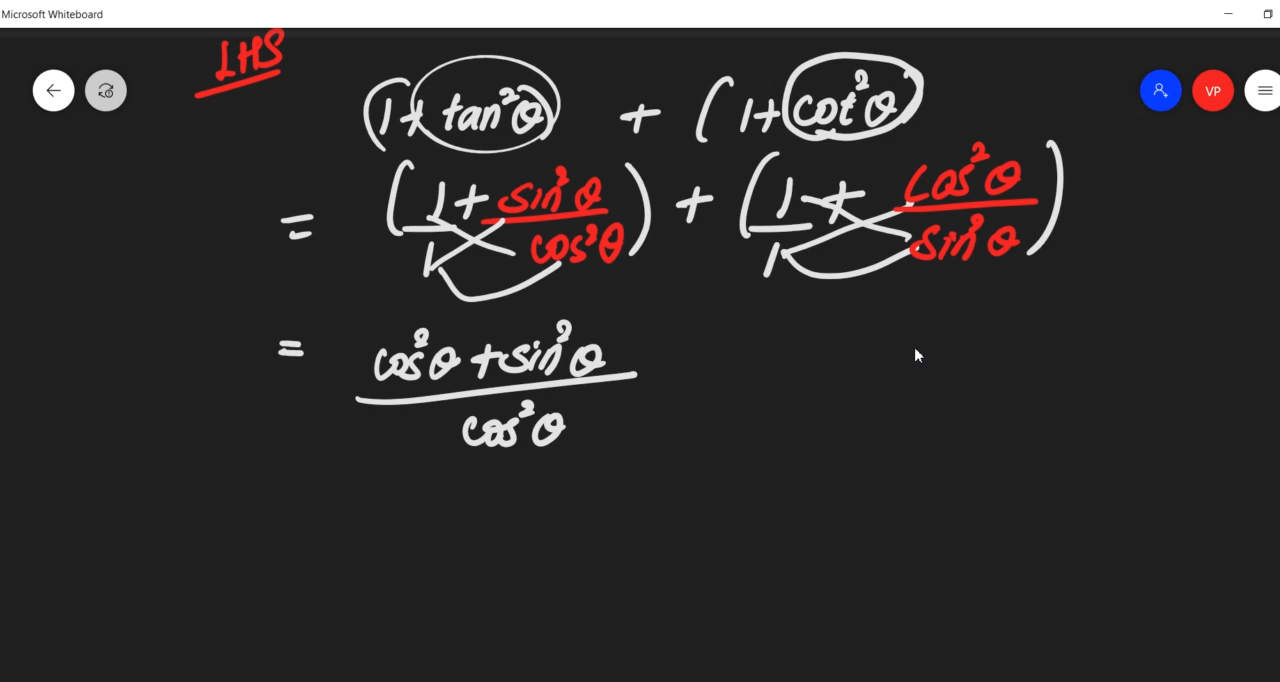 Microsoft Whiteboard
LHS
VP
(1 + tan²θ) + (1 + cot²θ)
= (1/1 + sin²θ/cos²θ) + (1/1 + cos²θ/sin²θ)
= cos²θ + sin²θ
cos²θ